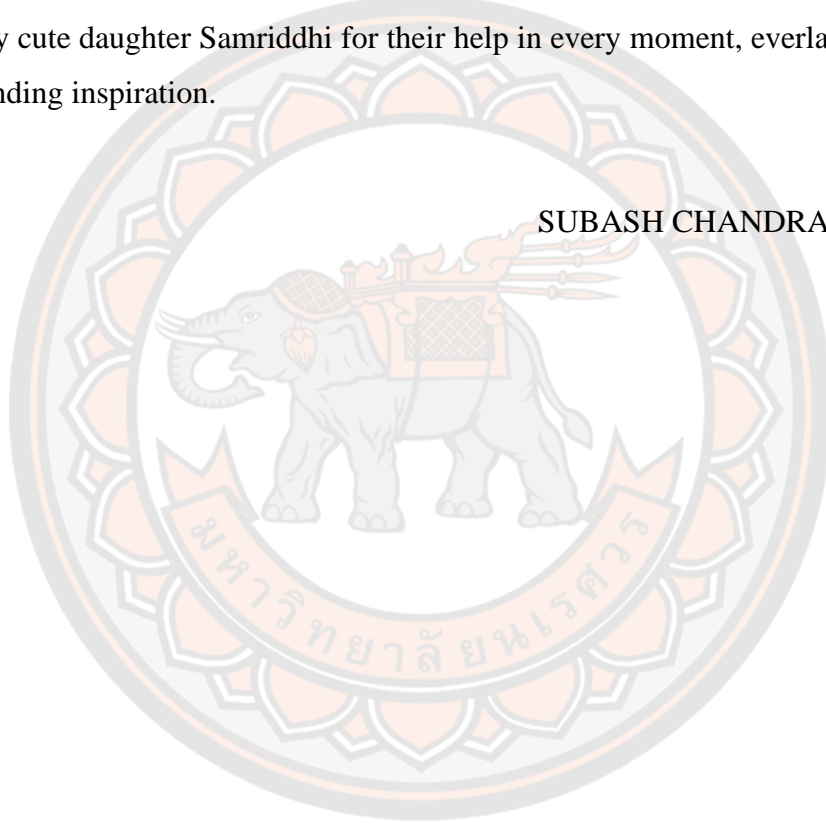 y cute daughter Samriddhi for their help in every moment, everla
nding inspiration.
SUBASH CHANDRA
มหาวิทยาลัยนเรศวร